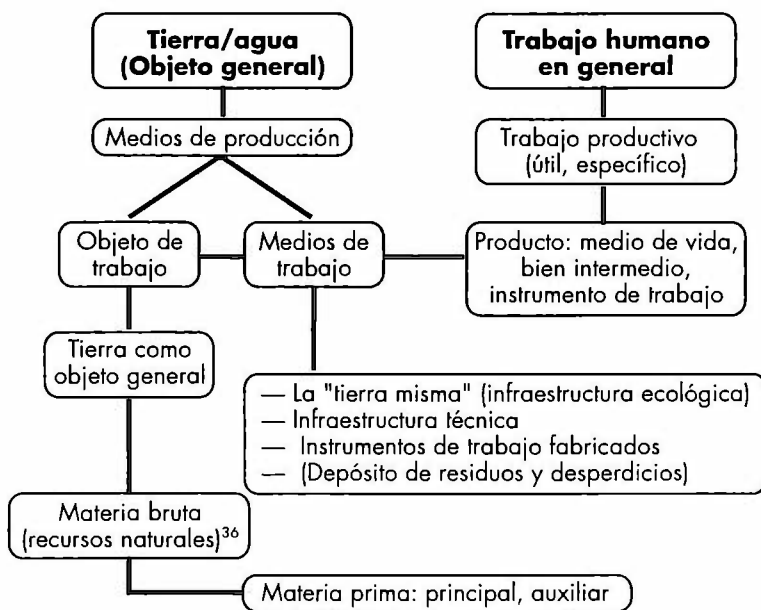 Tierra/agua
(Objeto general)
Trabajo humano
en general
Medios de producción
Trabajo productivo
(útil, específico)
Objeto de
trabajo
Medios de
trabajo
Producto: medio de vida,
bien intermedio,
instrumento de trabajo
Tierra como
objeto general
— La "tierra misma" (infraestructura ecológica)
— Infraestructura técnica
— Instrumentos de trabajo fabricados
— (Depósito de residuos y desperdicios)
Materia bruta
(recursos naturales)³⁶
Materia prima: principal, auxiliar